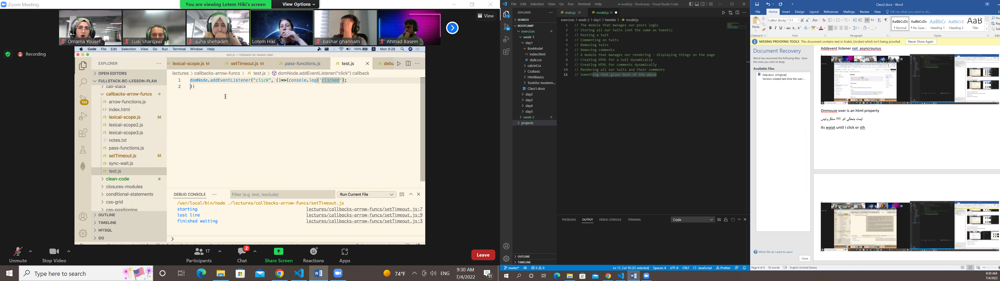 Zoom Meeting
You are viewing Lotem Hiki's screen
View Options
View
Omama Yousef
Luai Sharqawi
suha shehadeh
Lotem Hiki
bashar ghannam
Ahmad Basem
Recording
Code File Edit Selection View Go Run Terminal Window Help
100%
Mon 9:28
test.js — fullstack-bc-lesson-plan
EXPLORER
JS lexical-scope.js M
JS setTimeout.js M
JS pass-functions.js
JS test.js
JS debu
OPEN EDITORS
FULLSTACK-BC-LESSON-PLAN
lectures > callbacks-arrow-funcs > JS test.js > domNode.addEventListener("click") callback
1 domNode.addEventListener("click", ()=>{console.log('clicked');
2 })
call-stack
callbacks-arrow-funcs
JS arrow-functions.js
<> index.html
JS lexical-scope.js M
JS lexical-scope2.js
JS lexical-scope3.js
notes.txt
JS pass-functions.js
JS setTimeout.js M
JS sync-wait.js
JS test.js
clean-code
closures-modules
conditional-statements
css-grid
css-positioning
OUTLINE
TIMELINE
MYSQL
GO
132
DEBUG CONSOLE
Filter (e.g. text, !exclude)
Run Current File
/usr/local/bin/node ./lectures/callbacks-arrow-funcs/setTimeout.js
starting lectures/callbacks-arrow-funcs/setTimeout.js:7
last line lectures/callbacks-arrow-funcs/setTimeout.js:9
finished waiting lectures/callbacks-arrow-funcs/setTimeout.js:3
Unmute
Stop Video
17
Participants
2
Chat
Share Screen
Reactions
Apps
Leave
Type here to search
74°F
ENG
9:30 AM
7/4/2022
11
File Edit Selection View Go Run Terminal Help
● model.js - Bootcamp - Visual Studio Code
EXPLORER
JS main.js U
JS model.js U
exercices > week-2 > day1 > tweeter > JS model.js
SEARCH
BOOTCAMP
exercices
week-1
day1
BoxModel
<> index.html
# style.css
calcInCss
CssBasic
HtmlBasics
Toolsfor moderm...
Class1.docx
day2
day3
day4
day5
week-2
projects
1 // The module that manages our posts logic
2 // Storing all our twits (not the same as tweets)
3 // Posting a twit
4 // Commenting on twits
5 // Removing twits
6 // Removing comments
7 // A module that manages our rendering - displaying things on the page
8 // Creating HTML for a twit dynamically
9 // Creating HTML for comments dynamically
10 // Rendering all our twits and their comments
11 // Something that glues both of the above
PROBLEMS OUTPUT DEBUG CONSOLE TERMINAL
Code
OUTLINE
TIMELINE
master*
0 0
Ln 11, Col 10 (32 selected)
Spaces: 4
UTF-8
CRLF
{} JavaScript
Prettier
Class2.docx - Word
File Home Insert Design Layout References Mailings Review View Tell me what you want to do...
Paste
Calibri (Body) 11
AaBbCcDc AaBbCcDc AaBbCc AaBbCcC AaB
¶ Normal
¶ No Spac...
Heading 1
Heading 2
Title
Clipboard
Font
Paragraph
Styles
MISSING PROOFING TOOLS This document contains text in Arabic (Jordan) which isn't being proofed.
Never Show Again
Document Recovery
Word has recovered the following files. Save the ones you wish to keep.
Available Files
help.docx [Original]
Version created last time the user ...
Which file do I want to save?
Close
Addevent listener not asyncrounus
Onmouse over is an html property
ايمت بنحكي انو ااااا سنكرونيس
Its waiat until I click or sth
Page 4 of 4 55 words English (United States)
9:30 AM
7/4/2022